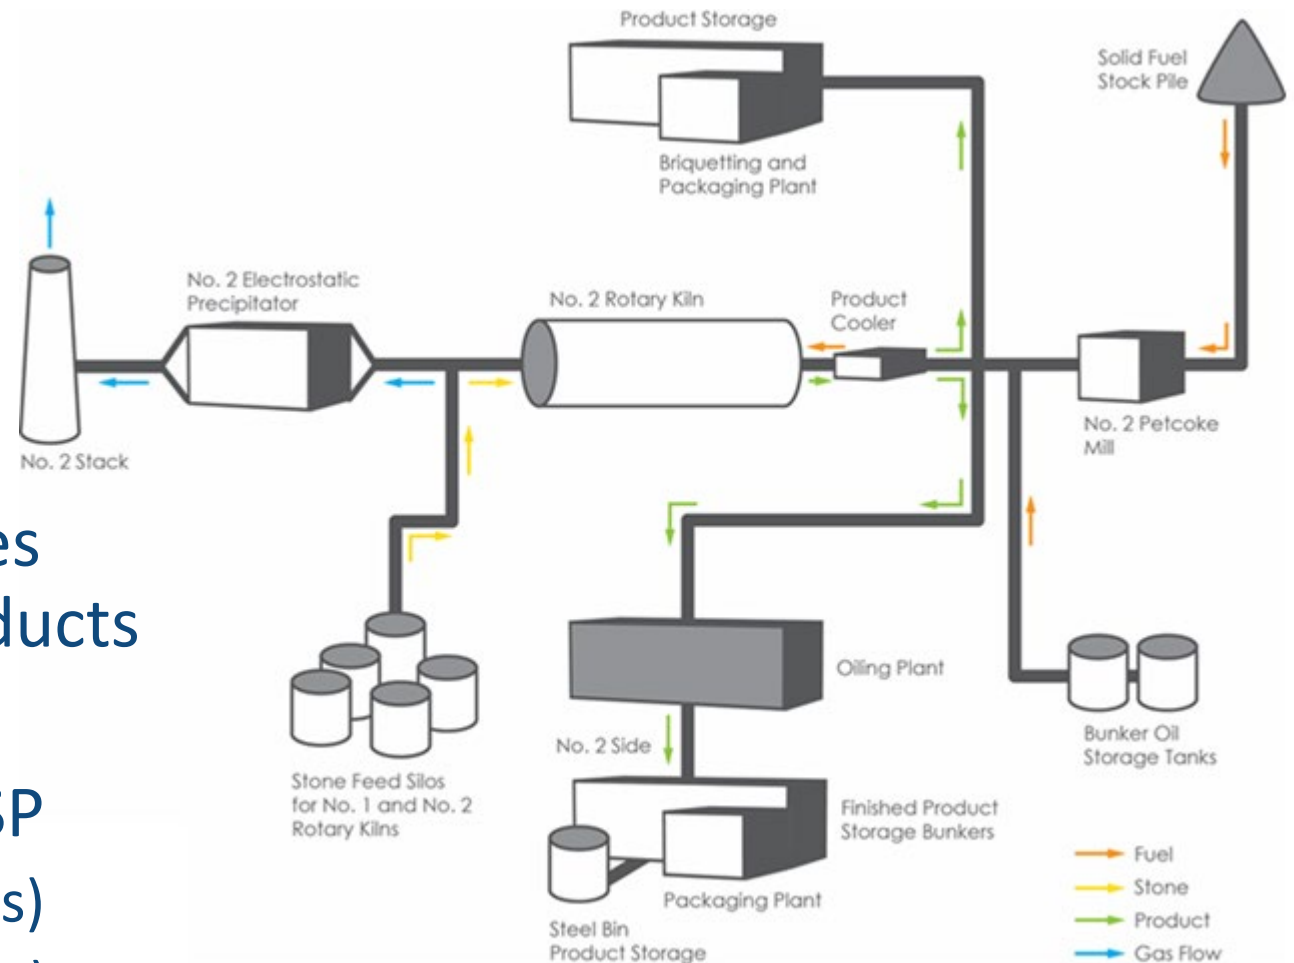 Product Storage
Solid Fuel
Stock Pile
Briquetting and
Packaging Plant
No. 2 Electrostatic
Precipitator
No. 2 Rotary Kiln
Product
Cooler
No. 2 Stack
No. 2 Petcoke
Mill
es
ducts
Oiling Plant
No. 2 Side
Bunker Oil
Storage Tanks
Stone Feed Silos
for No. 1 and No. 2
Rotary Kilns
SP
s)
Finished Product
Storage Bunkers
Packaging Plant
Steel Bin
Product Storage
Fuel
Stone
Product
Gas Flow